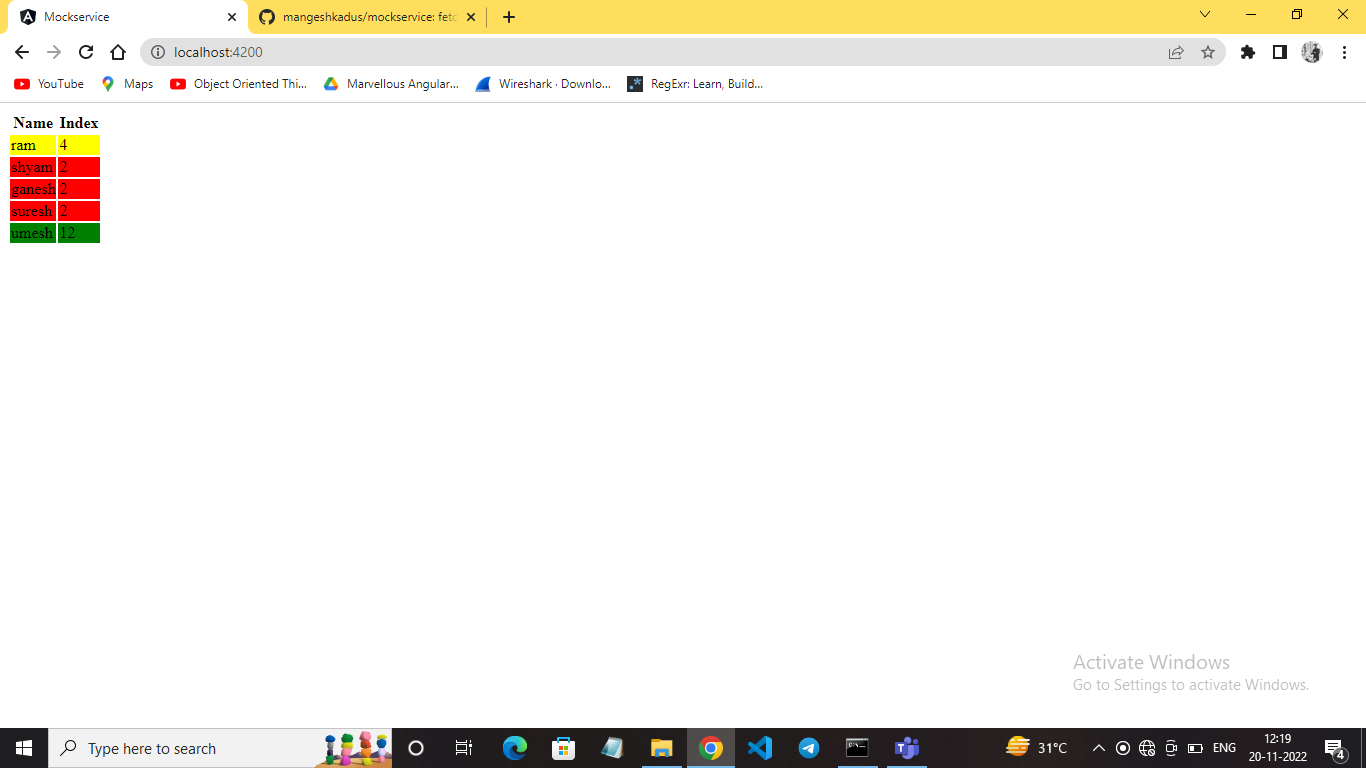 Mockservice
mangeshkadus/mockservice: fetc
localhost:4200
YouTube Maps Object Oriented Thi... Marvellous Angular... Wireshark · Downlo... RegExr: Learn, Build...
Name Index
ram 4
shyam 2
ganesh 2
suresh 2
umesh 12
Activate Windows
Go to Settings to activate Windows.
Type here to search
31°C
ENG
12:19
20-11-2022
4